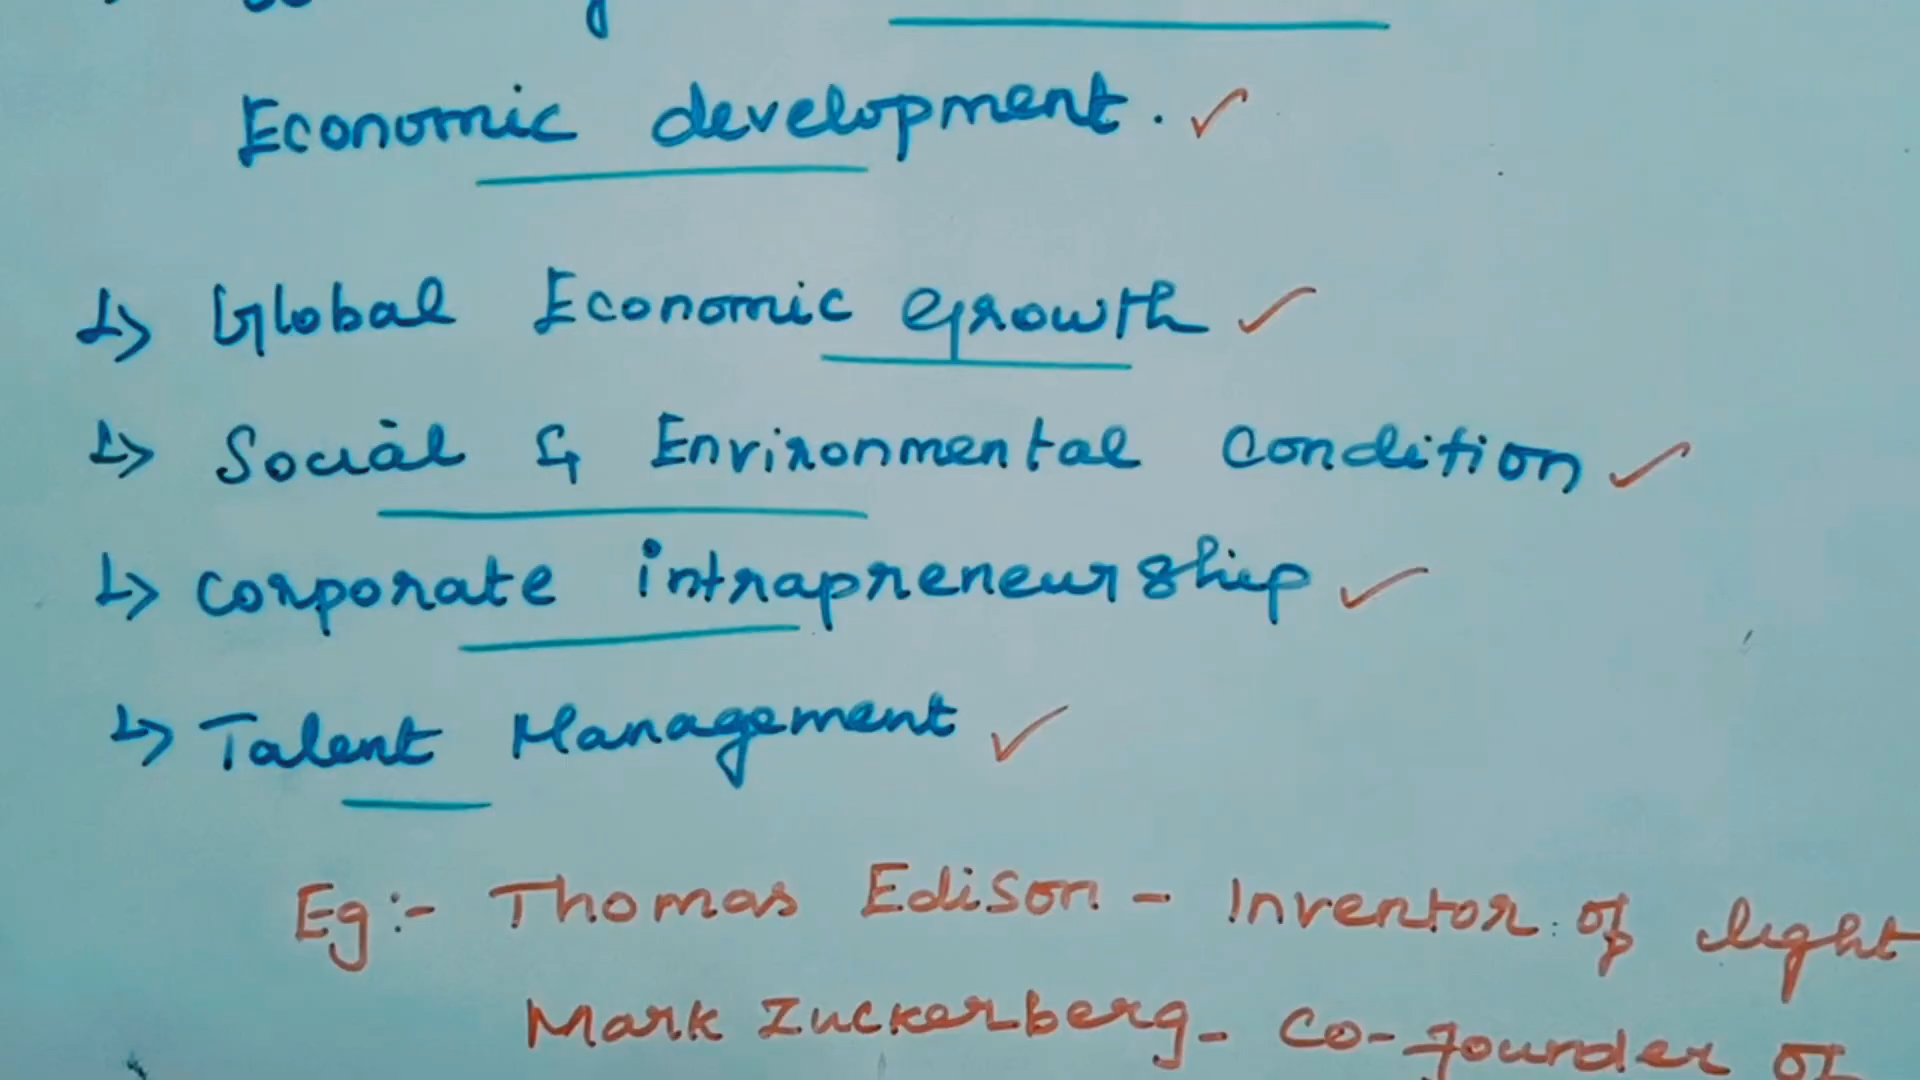 Economic development.
↳ Global Economic Growth
↳ Social & Environmental Condition
↳ Corporate intrapreneurship
↳ Talent Management
Eg:- Thomas Edison - Inventor of light
Mark Zuckerberg - Co-founder of